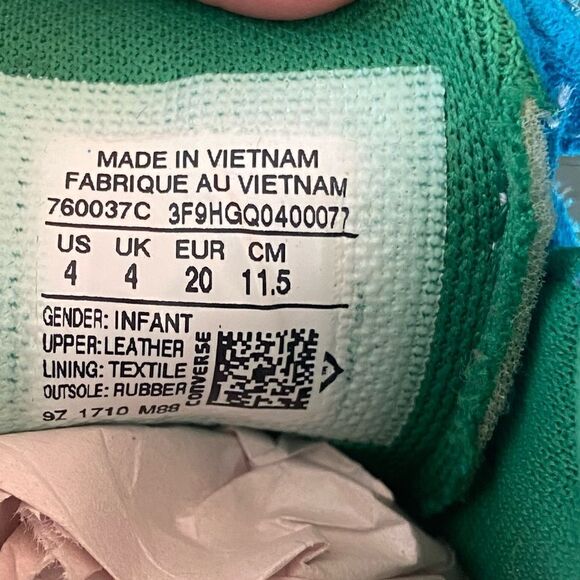 MADE IN VIETNAM
FABRIQUE AU VIETNAM
760037C 3F9HGQ0400077
US UK EUR CM
4 4 20 11.5
GENDER: INFANT
UPPER: LEATHER
LINING: TEXTILE
OUTSOLE: RUBBER
9Z 1710 M88
CONVERSE